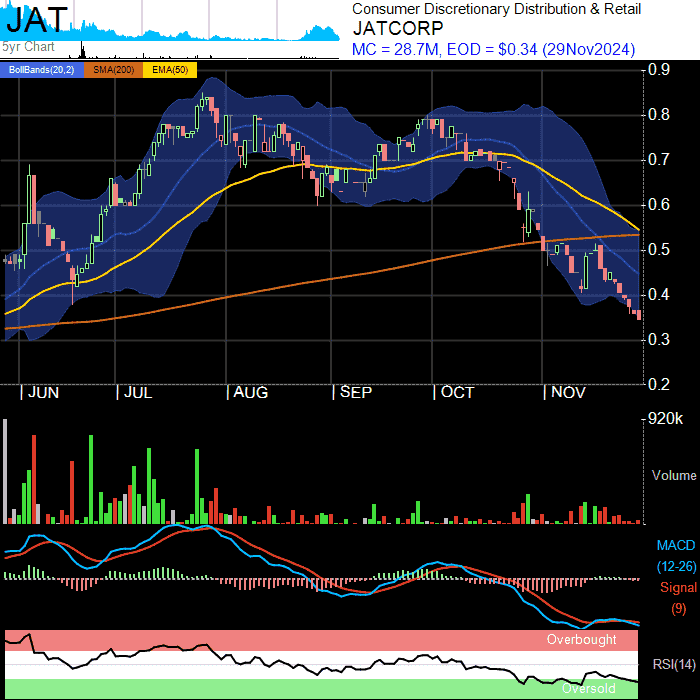 JAT
5yr Chart
Consumer Discretionary Distribution & Retail
JATCORP
MC = 28.7M, EOD = $0.34 (29Nov2024)
BollBands(20,2) SMA(200) EMA(50)
0.9
0.8
0.7
0.6
0.5
0.4
0.3
0.2
JUN JUL AUG SEP OCT NOV
920k
Volume
MACD
(12-26)
Signal
(9)
Overbought
RSI(14)
Oversold